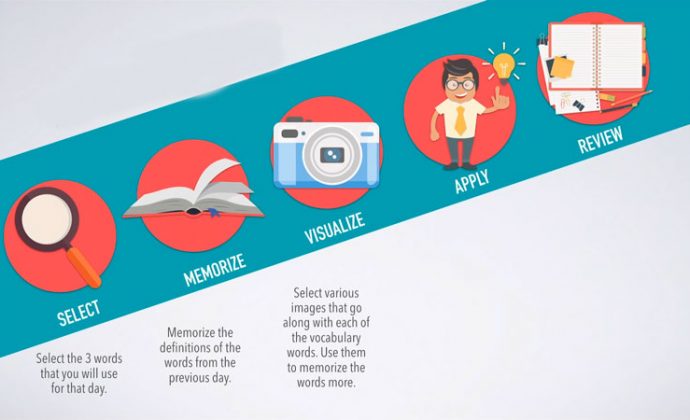 SELECT
Select the 3 words
that you will use
for that day.
MEMORIZE
Memorize the
definitions of the
words from the
previous day.
VISUALIZE
Select various
images that go
along with each of
the vocabulary
words. Use them
to memorize the
words more.
APPLY
REVIEW